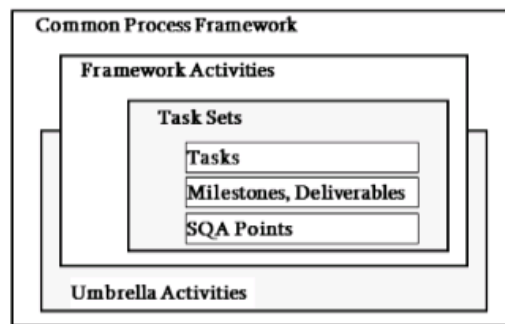 Common Process Framework
Framework Activities
Task Sets
Tasks
Milestones, Deliverables
SQA Points
Umbrella Activities